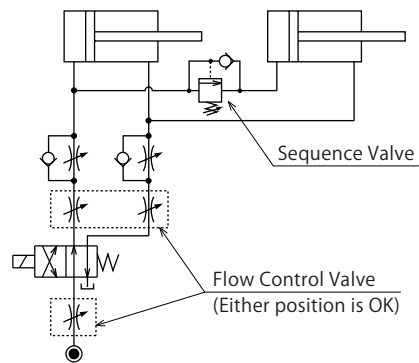 Sequence Valve
Flow Control Valve
(Either position is OK)